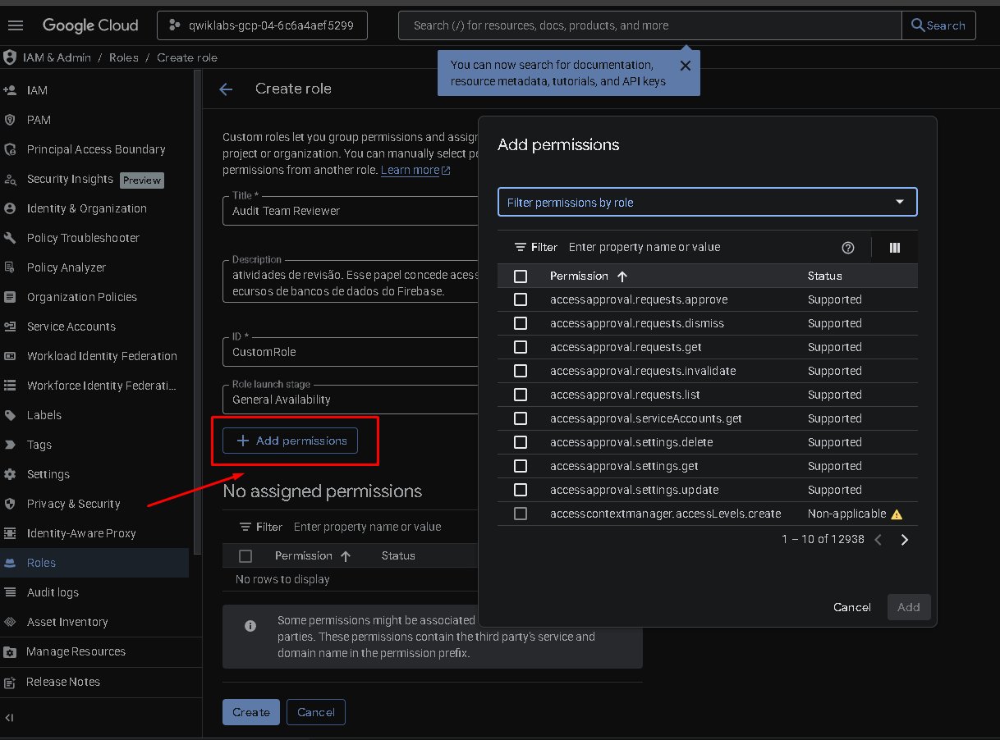 Google Cloud
qwiklabs-gcp-04-6c6a4aef5299
Search (/) for resources, docs, products, and more
Search
IAM & Admin / Roles / Create role
You can now search for documentation,
resource metadata, tutorials, and API keys
IAM
PAM
Principal Access Boundary
Security Insights Preview
Identity & Organization
Policy Troubleshooter
Policy Analyzer
Organization Policies
Service Accounts
Workload Identity Federation
Workforce Identity Federati...
Labels
Tags
Settings
Privacy & Security
Identity-Aware Proxy
Roles
Audit logs
Asset Inventory
Manage Resources
Release Notes
Create role
Custom roles let you group permissions and assign
project or organization. You can manually select pe
permissions from another role. Learn more
Title *
Audit Team Reviewer
Description
atividades de revisão. Esse papel concede acess
ecursos de bancos de dados do Firebase.
ID *
CustomRole
Role launch stage
General Availability
Add permissions
No assigned permissions
Filter Enter property name or value
Permission Status
No rows to display
Some permissions might be associated
parties. These permissions contain the third party's service and
domain name in the permission prefix.
Create Cancel
Add permissions
Filter permissions by role
Filter Enter property name or value
Permission Status
accessapproval.requests.approve Supported
accessapproval.requests.dismiss Supported
accessapproval.requests.get Supported
accessapproval.requests.invalidate Supported
accessapproval.requests.list Supported
accessapproval.serviceAccounts.get Supported
accessapproval.settings.delete Supported
accessapproval.settings.get Supported
accessapproval.settings.update Supported
accesscontextmanager.accessLevels.create Non-applicable
1 – 10 of 12938
Cancel Add